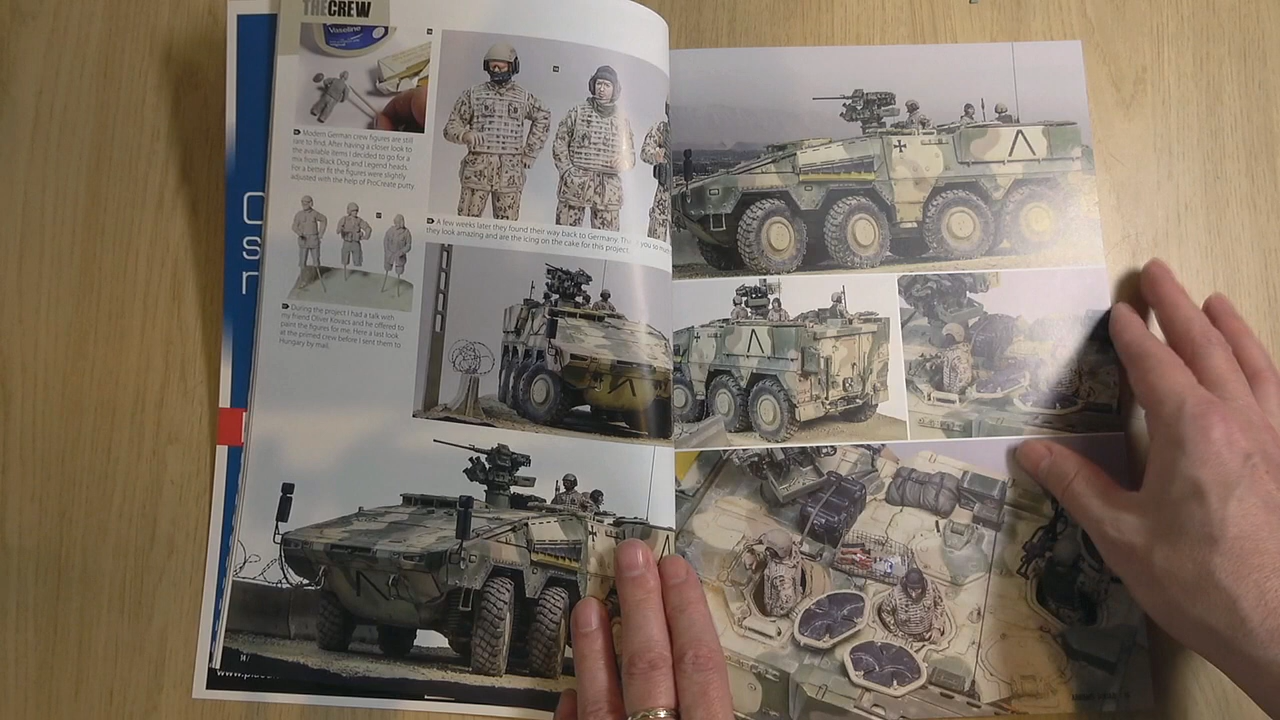 THECREW
Vaseline
Modern German crew figures are still
rare to find. After having a closer look to
the available items I decided to go for a
mix from Black Dog and Legend heads.
For a better fit the figures were slightly
adjusted with the help of ProCreate putty.
A few weeks later they found their way back to Germany. you so
they look amazing and are the icing on the cake for this project.
During the project I had a talk with
my friend Oliver Kovacs and he offered to
paint the figures for me. Here a last look
at the primed crew before I sent them to
Hungary by mail.
14 /